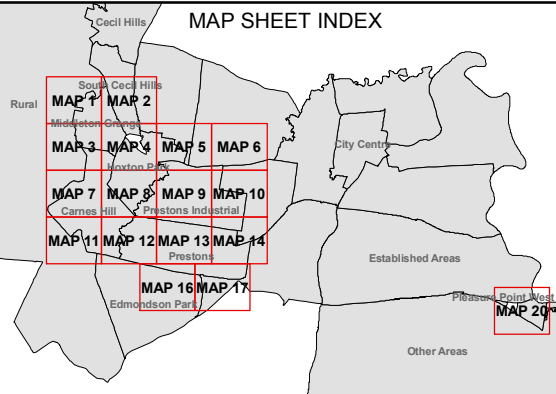 MAP SHEET INDEX
Cecil Hills
South Cecil Hills
Rural
MAP 1 MAP 2
Middleton Grange
MAP 3 MAP 4 MAP 5 MAP 6
City Centre
Hoxton Park
MAP 7 MAP 8 MAP 9 MAP 10
Carnes Hill
Prestons Industrial
MAP 11 MAP 12 MAP 13 MAP 14
Prestons
Established Areas
MAP 16 MAP 17
Edmondson Park
Pleasure Point West
MAP 20
Other Areas